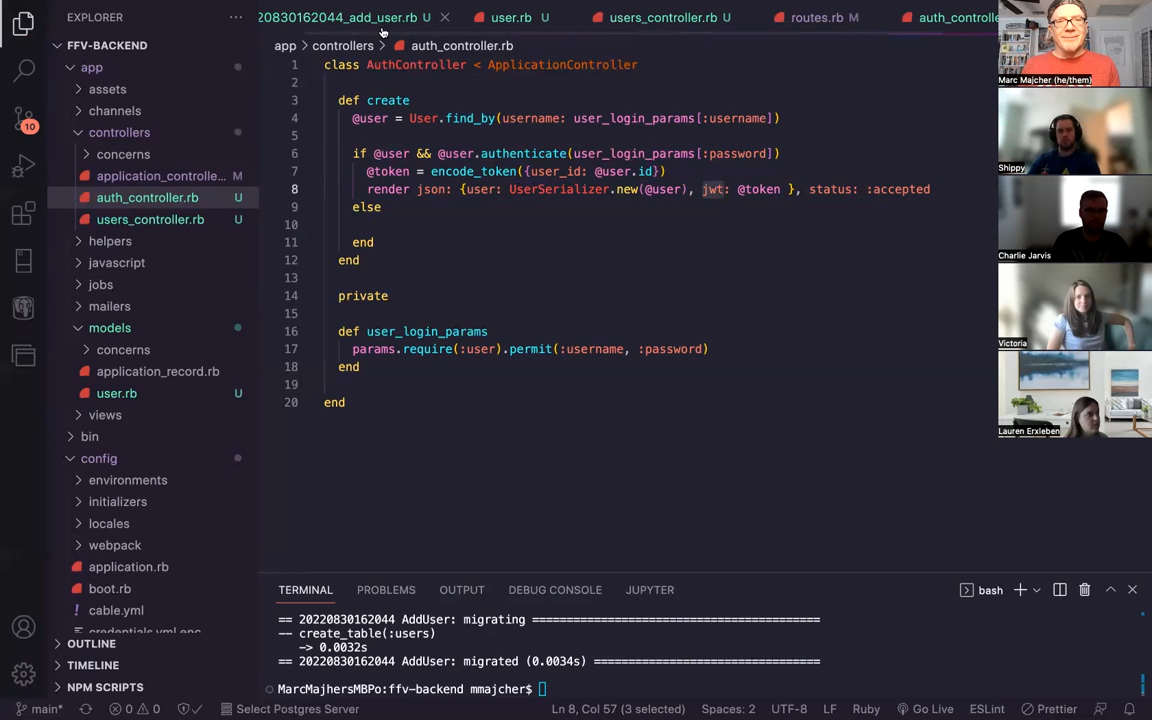 EXPLORER ···
FFV-BACKEND
app
assets
channels
controllers
concerns
application_controlle... M
auth_controller.rb U
users_controller.rb U
helpers
javascript
jobs
mailers
models
concerns
application_record.rb
user.rb U
views
bin
config
environments
initializers
locales
webpack
application.rb
boot.rb
! cable.yml
credentials.yml.enc
OUTLINE
TIMELINE
NPM SCRIPTS
10
20830162044_add_user.rb U user.rb U users_controller.rb U routes.rb M auth_controlle
app > controllers > auth_controller.rb
1 class AuthController < ApplicationController
2
3 def create
4 @user = User.find_by(username: user_login_params[:username])
5
6 if @user && @user.authenticate(user_login_params[:password])
7 @token = encode_token({user_id: @user.id})
8 render json: {user: UserSerializer.new(@user), jwt: @token }, status: :accepted
9 else
10
11 end
12 end
13
14 private
15
16 def user_login_params
17 params.require(:user).permit(:username, :password)
18 end
19
20 end
TERMINAL PROBLEMS OUTPUT DEBUG CONSOLE JUPYTER bash
== 20220830162044 AddUser: migrating =========================================
-- create_table(:users)
-> 0.0032s
== 20220830162044 AddUser: migrated (0.0034s) ================================
MarcMajhersMBPo:ffv-backend mmajcher$
main* 0 0 Select Postgres Server Ln 8, Col 57 (3 selected) Spaces: 2 UTF-8 LF Ruby Go Live ESLint Prettier
Marc Majcher (he/them)
Shippy
Charlie Jarvis
Victoria
Lauren Erxleben